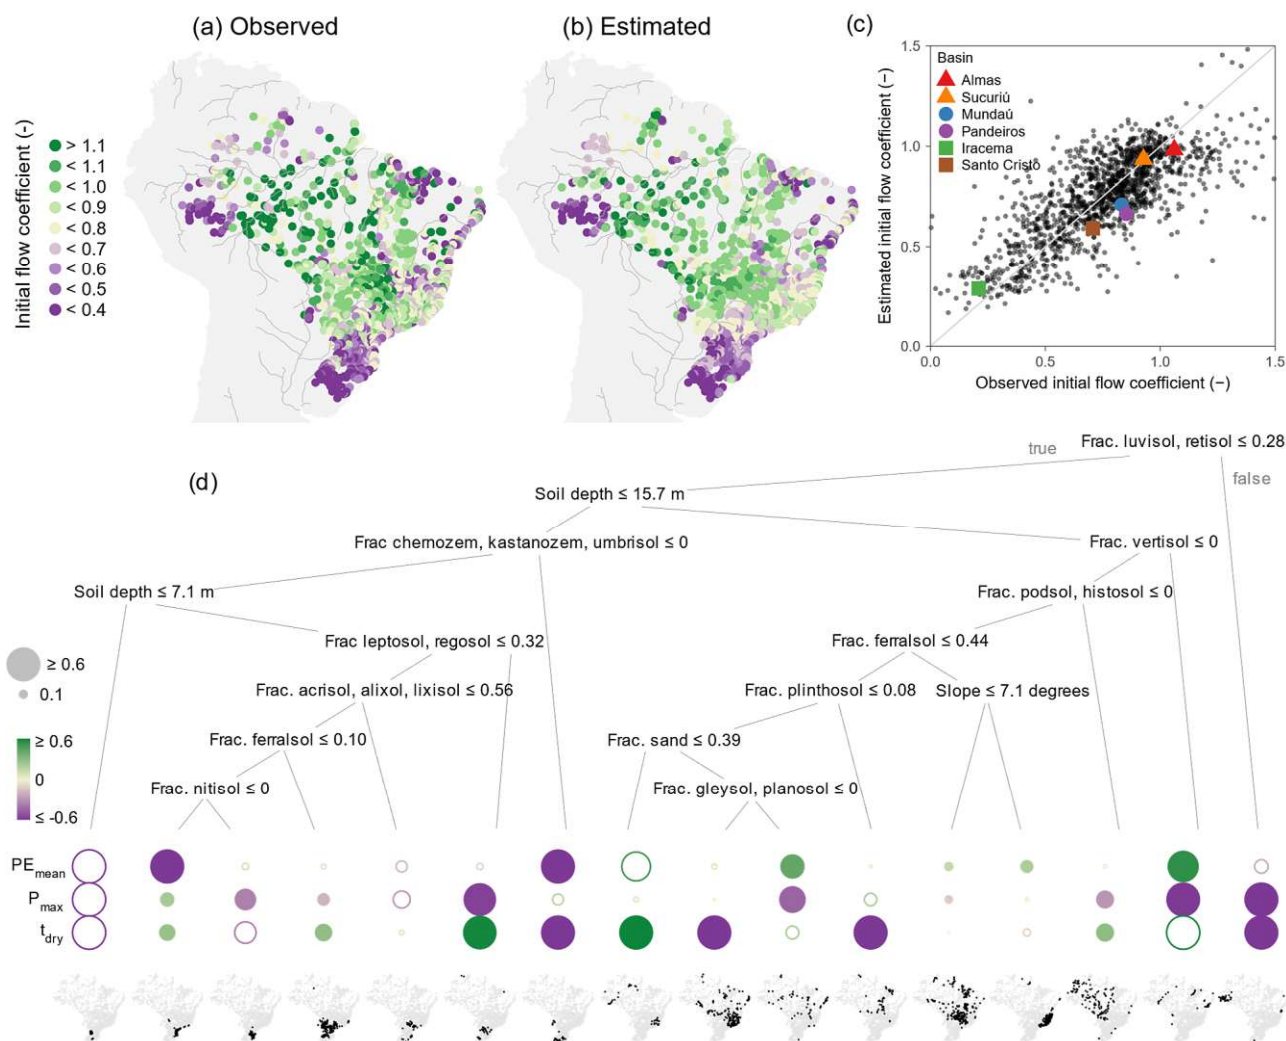 (a) Observed
(b) Estimated
(c)
Initial flow coefficient (-)
> 1.1
< 1.1
< 1.0
< 0.9
< 0.8
< 0.7
< 0.6
< 0.5
< 0.4
Estimated initial flow coefficient (−)
1.5
1.0
0.5
0.0
Basin
Almas
Sucuriú
Mundaú
Pandeiros
Iracema
Santo Cristo
0.0
0.5
1.0
1.5
Observed initial flow coefficient (−)
(d)
true
Frac. luvisol, retisol ≤ 0.28
false
Soil depth ≤ 15.7 m
Frac chernozem, kastanozem, umbrisol ≤ 0
Frac. vertisol ≤ 0
Soil depth ≤ 7.1 m
Frac. podsol, histosol ≤ 0
Frac leptosol, regosol ≤ 0.32
Frac. ferralsol ≤ 0.44
Frac. acrisol, alixol, lixisol ≤ 0.56
Frac. plinthosol ≤ 0.08
Slope ≤ 7.1 degrees
Frac. ferralsol ≤ 0.10
Frac. sand ≤ 0.39
Frac. nitisol ≤ 0
Frac. gleysol, planosol ≤ 0
≥ 0.6
0.1
≥ 0.6
0
≤ -0.6
PEmean
Pmax
tdry